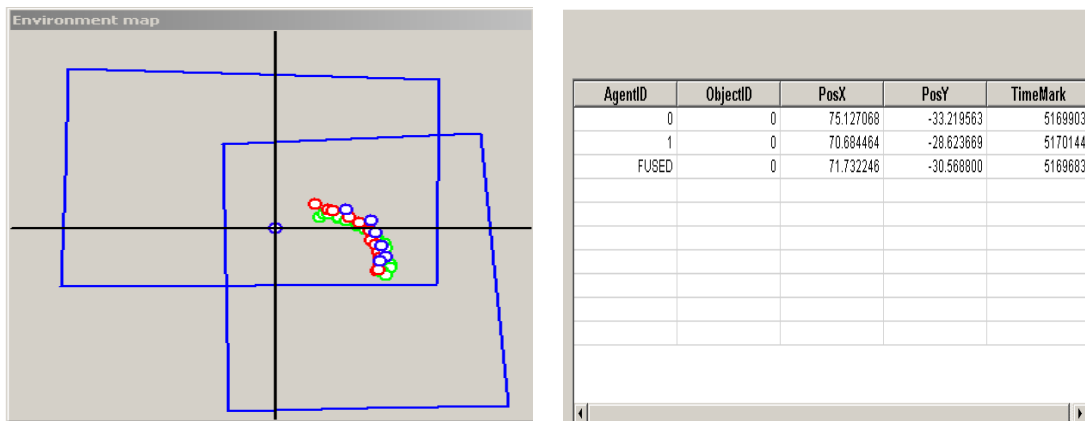 Environment map
AgentID ObjectID PosX PosY TimeMark
0 0 75.127068 -33.219563 5169903
1 0 70.684464 -28.623669 5170144
FUSED 0 71.732246 -30.568800 5169683